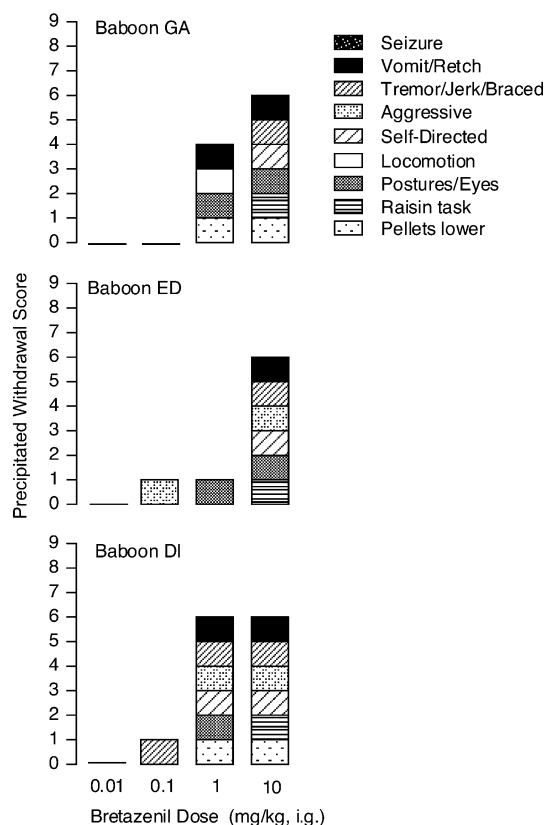 Baboon GA
9
8
7
6
5
4
3
2
1
0
Seizure
Vomit/Retch
Tremor/Jerk/Braced
Aggressive
Self-Directed
Locomotion
Postures/Eyes
Raisin task
Pellets lower
Precipitated Withdrawal Score
Baboon ED
9
8
7
6
5
4
3
2
1
0
Baboon DI
9
8
7
6
5
4
3
2
1
0
0.01 0.1 1 10
Bretazenil Dose (mg/kg, i.g.)